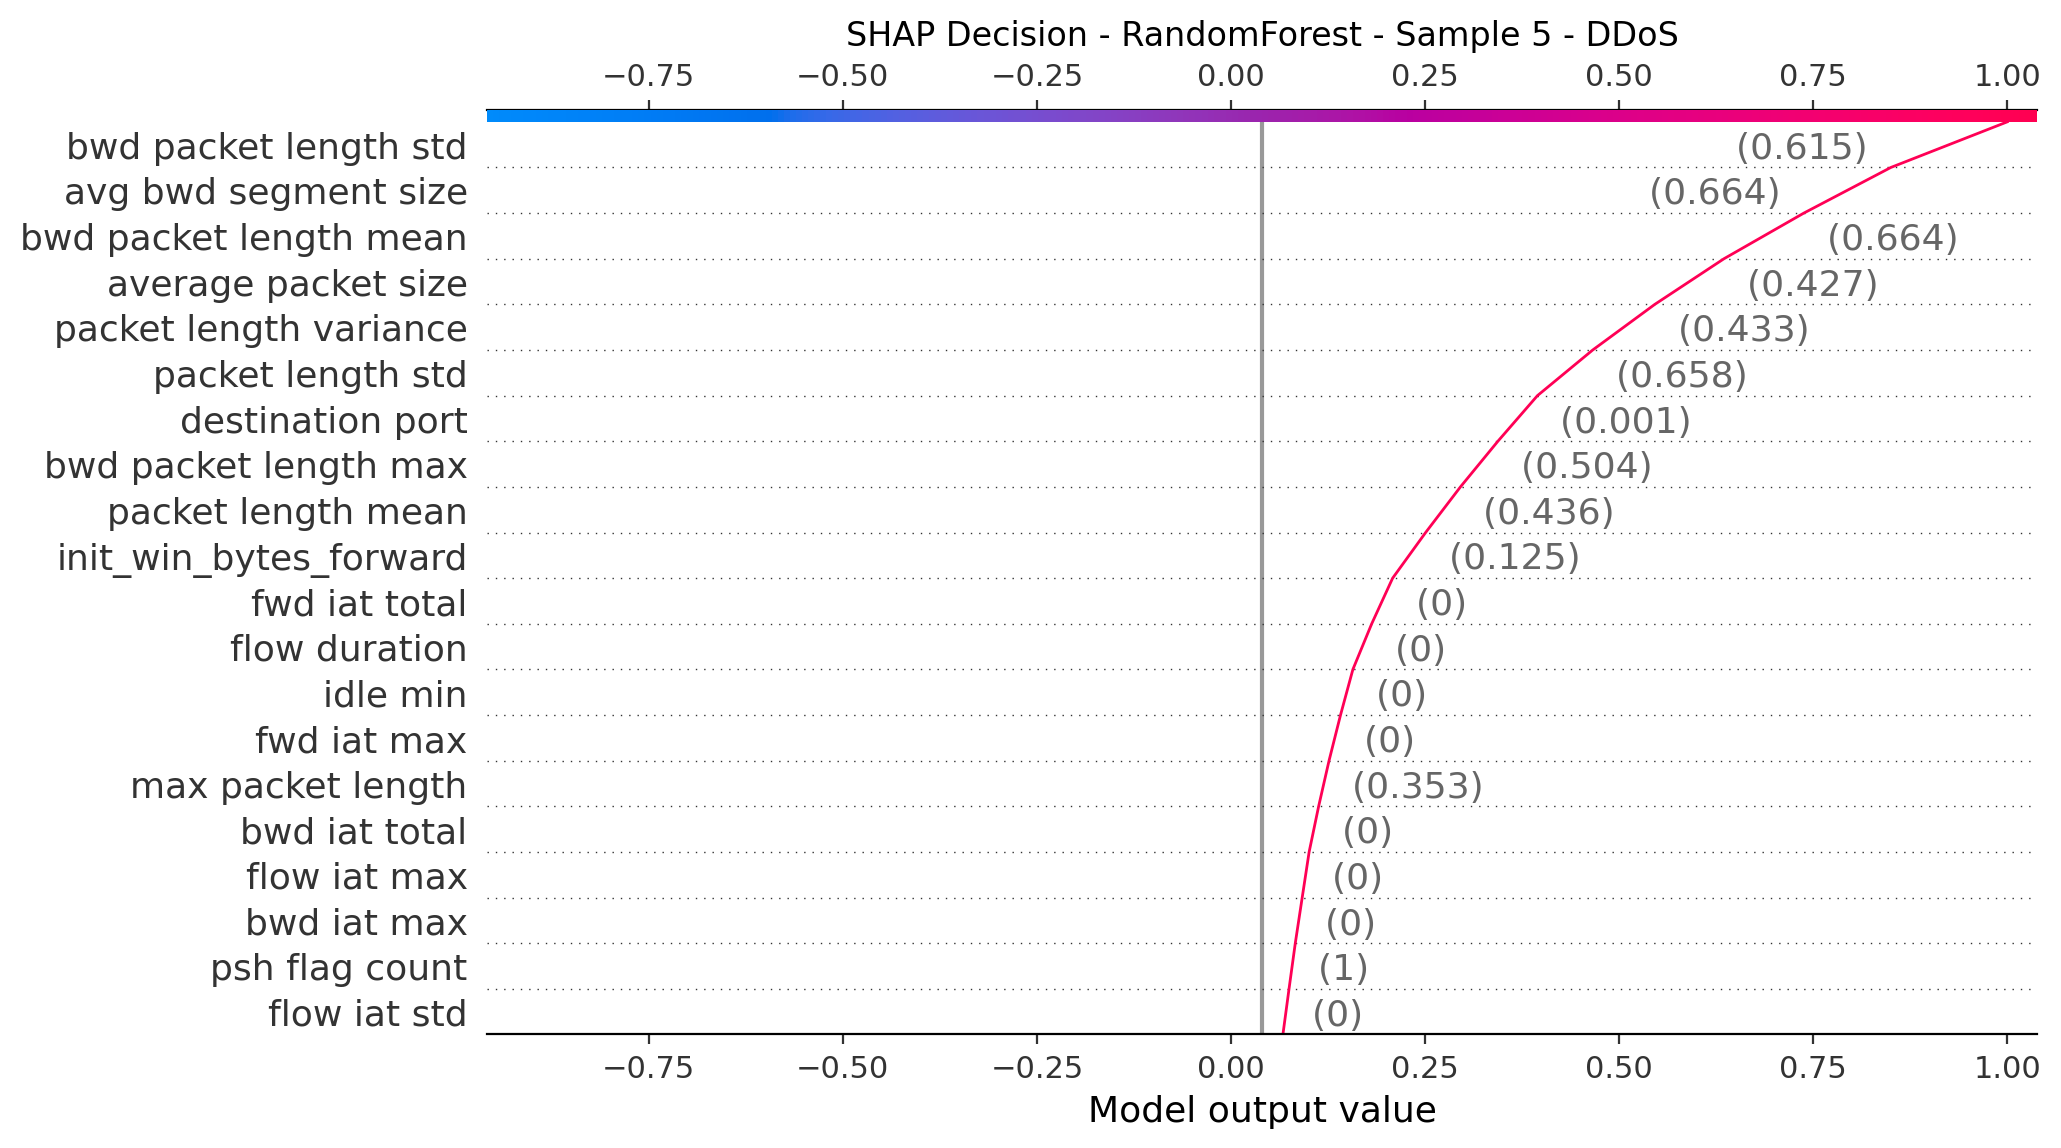 SHAP Decision - RandomForest - Sample 5 - DDoS
−0.75 −0.50 −0.25 0.00 0.25 0.50 0.75 1.00
bwd packet length std (0.615)
avg bwd segment size (0.664)
bwd packet length mean (0.664)
average packet size (0.427)
packet length variance (0.433)
packet length std (0.658)
destination port (0.001)
bwd packet length max (0.504)
packet length mean (0.436)
init_win_bytes_forward (0.125)
fwd iat total (0)
flow duration (0)
idle min (0)
fwd iat max (0)
max packet length (0.353)
bwd iat total (0)
flow iat max (0)
bwd iat max (0)
psh flag count (1)
flow iat std (0)
−0.75 −0.50 −0.25 0.00 0.25 0.50 0.75 1.00
Model output value